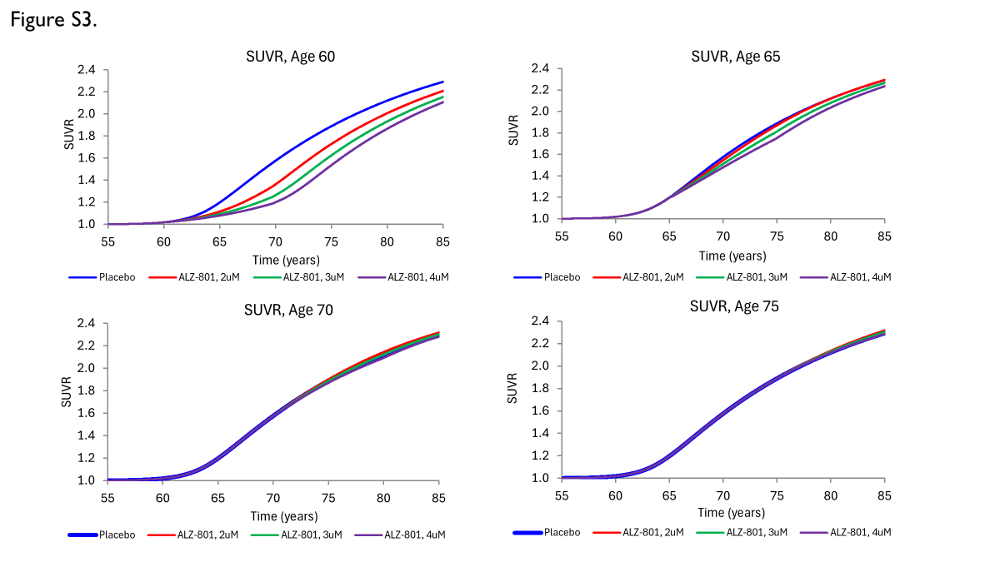 Figure S3.
SUVR, Age 60
2.4
2.2
2.0
1.8
1.6
1.4
1.2
1.0
SUVR
55 60 65 70 75 80 85
Time (years)
Placebo ALZ-801, 2uM ALZ-801, 3uM ALZ-801, 4uM
SUVR, Age 65
2.4
2.2
2.0
1.8
1.6
1.4
1.2
1.0
SUVR
55 60 65 70 75 80 85
Time (years)
Placebo ALZ-801, 2uM ALZ-801, 3uM ALZ-801, 4uM
SUVR, Age 70
2.4
2.2
2.0
1.8
1.6
1.4
1.2
1.0
SUVR
55 60 65 70 75 80 85
Time (years)
Placebo ALZ-801, 2uM ALZ-801, 3uM ALZ-801, 4uM
SUVR, Age 75
2.4
2.2
2.0
1.8
1.6
1.4
1.2
1.0
SUVR
55 60 65 70 75 80 85
Time (years)
Placebo ALZ-801, 2uM ALZ-801, 3uM ALZ-801, 4uM